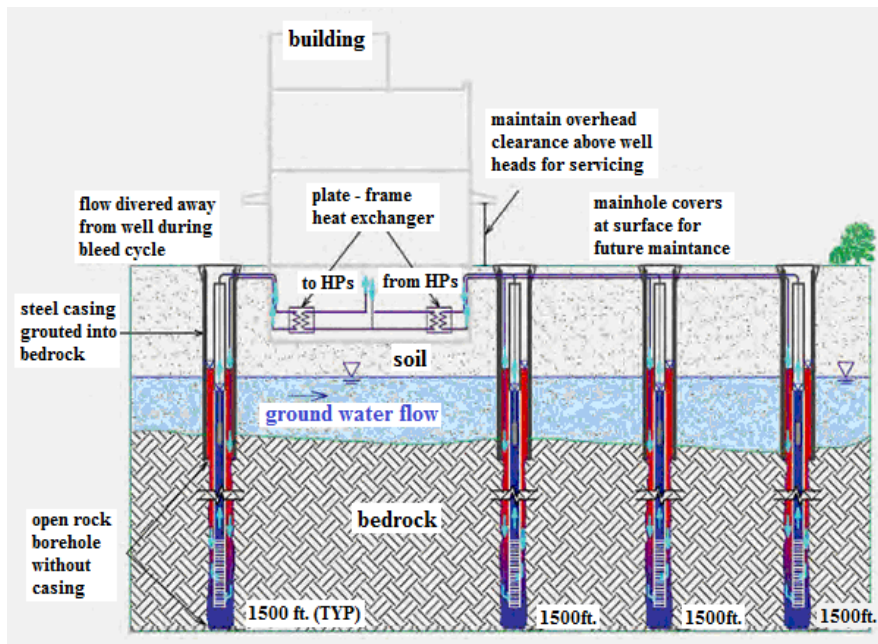 building
maintain overhead
clearance above well
heads for servicing
flow divered away
from well during
bleed cycle
plate - frame
heat exchanger
mainhole covers
at surface for
future maintance
to HPs
from HPs
steel casing
grouted into
bedrock
soil
ground water flow
open rock
borehole without
casing
bedrock
1500 ft. (TYP)
1500ft.
1500ft.
1500ft.